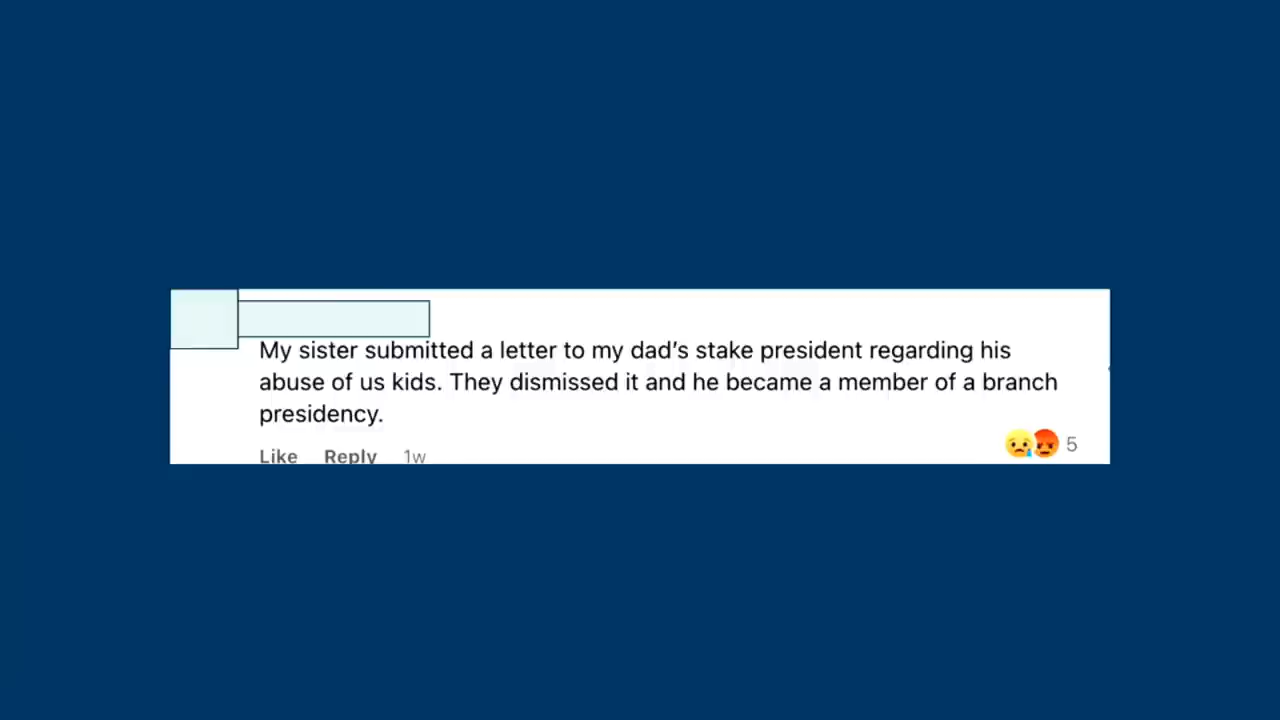 My sister submitted a letter to my dad's stake president regarding his
abuse of us kids. They dismissed it and he became a member of a branch
presidency.
Like Reply 1w 5